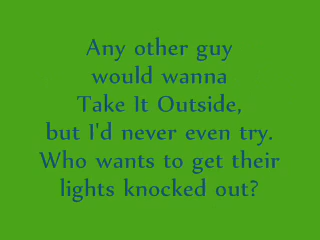 Any other guy
would wanna
Take It Outside,
but I'd never even try.
Who wants to get their
lights knocked out?